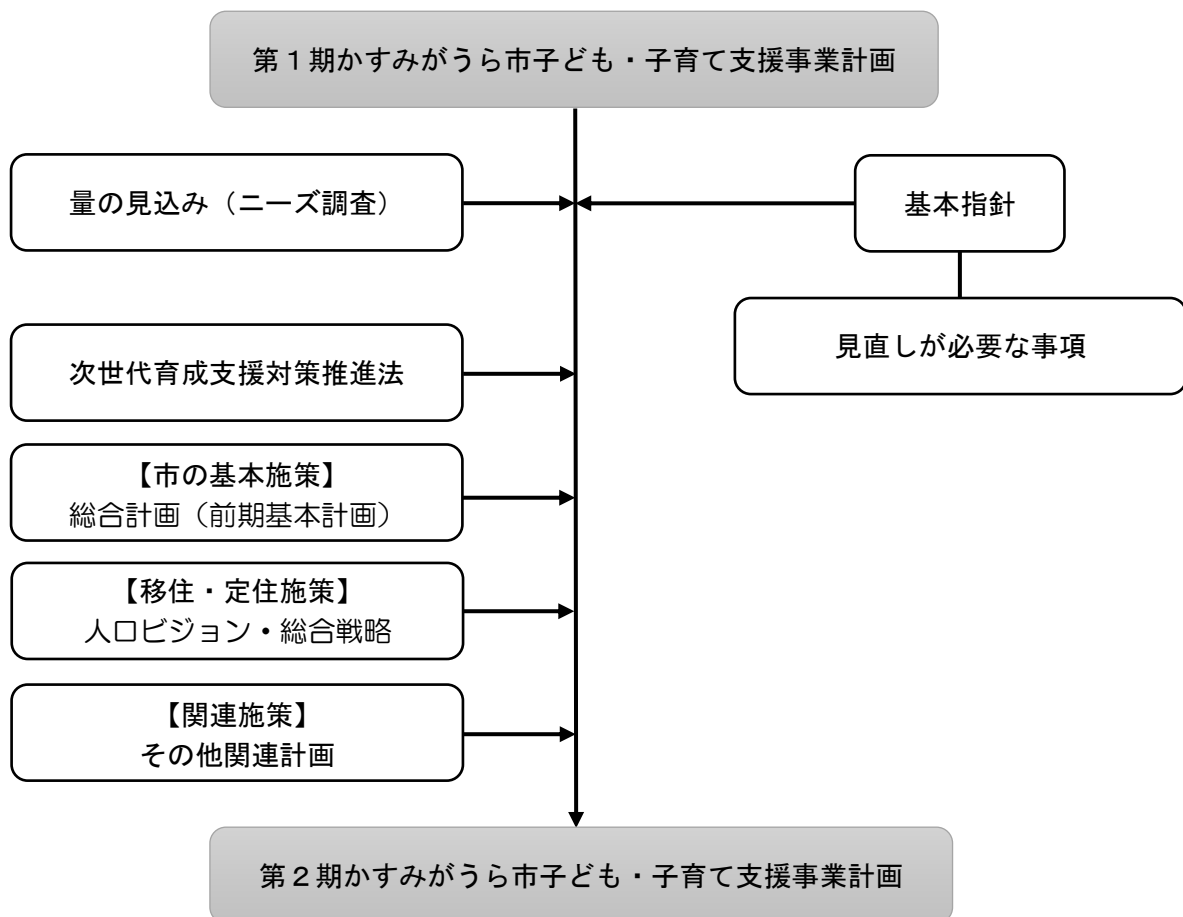 第１期かすみがうら市子ども・子育て支援事業計画
量の見込み（ニーズ調査）
基本指針
見直しが必要な事項
次世代育成支援対策推進法
【市の基本施策】
総合計画（前期基本計画）
【移住・定住施策】
人口ビジョン・総合戦略
【関連施策】
その他関連計画
第２期かすみがうら市子ども・子育て支援事業計画